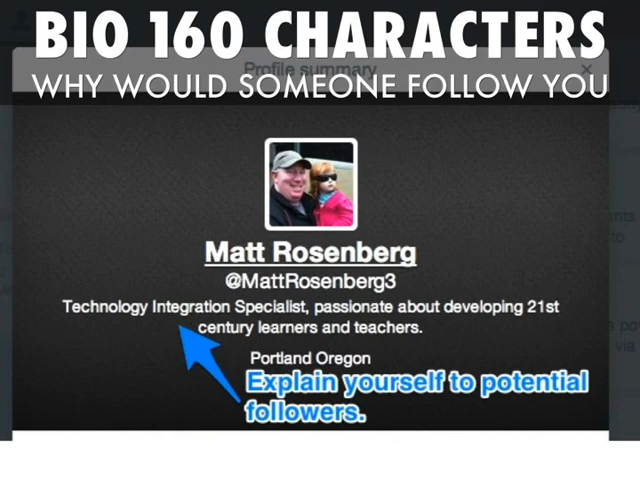 BIO 160 CHARACTERS
Profile summary ×
WHY WOULD SOMEONE FOLLOW YOU
Matt Rosenberg
@MattRosenberg3
Technology Integration Specialist, passionate about developing 21st
century learners and teachers.
Portland Oregon
Explain yourself to potential
followers.